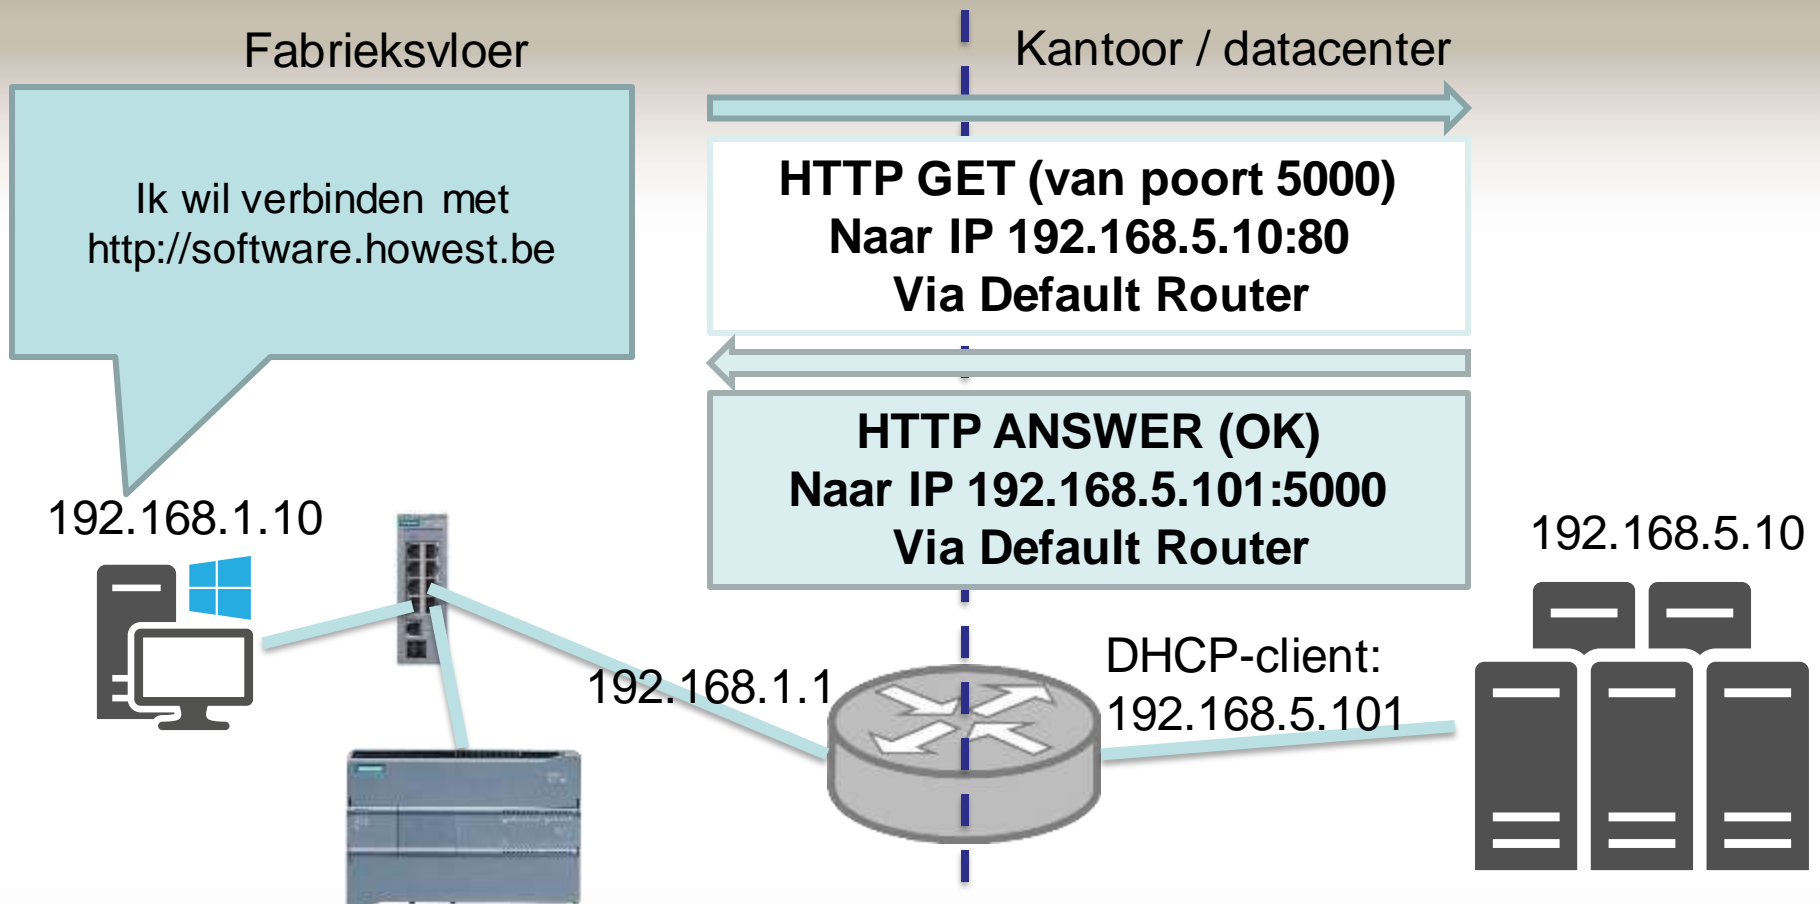 Fabrieksvloer
Kantoor / datacenter
Ik wil verbinden met
http://software.howest.be
HTTP GET (van poort 5000)
Naar IP 192.168.5.10:80
Via Default Router
HTTP ANSWER (OK)
Naar IP 192.168.5.101:5000
Via Default Router
192.168.1.10
192.168.5.10
192.168.1.1
DHCP-client:
192.168.5.101